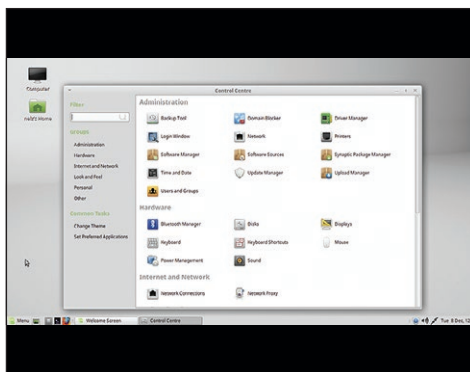 Computer
neil's Home
Control Centre
Filter
Groups
Administration
Hardware
Internet and Network
Look and Feel
Personal
Other
Common Tasks
Change Theme
Set Preferred Applications
Administration
Backup Tool
Domain Blocker
Driver Manager
Login Window
Network
Printers
Software Manager
Software Sources
Synaptic Package Manager
Time and Date
Update Manager
Upload Manager
Users and Groups
Hardware
Bluetooth Manager
Disks
Displays
Keyboard
Keyboard Shortcuts
Mouse
Power Management
Sound
Internet and Network
Network Connections
Network Proxy
Menu
Welcome Screen
Control Centre
Tue 8 Dec, 12